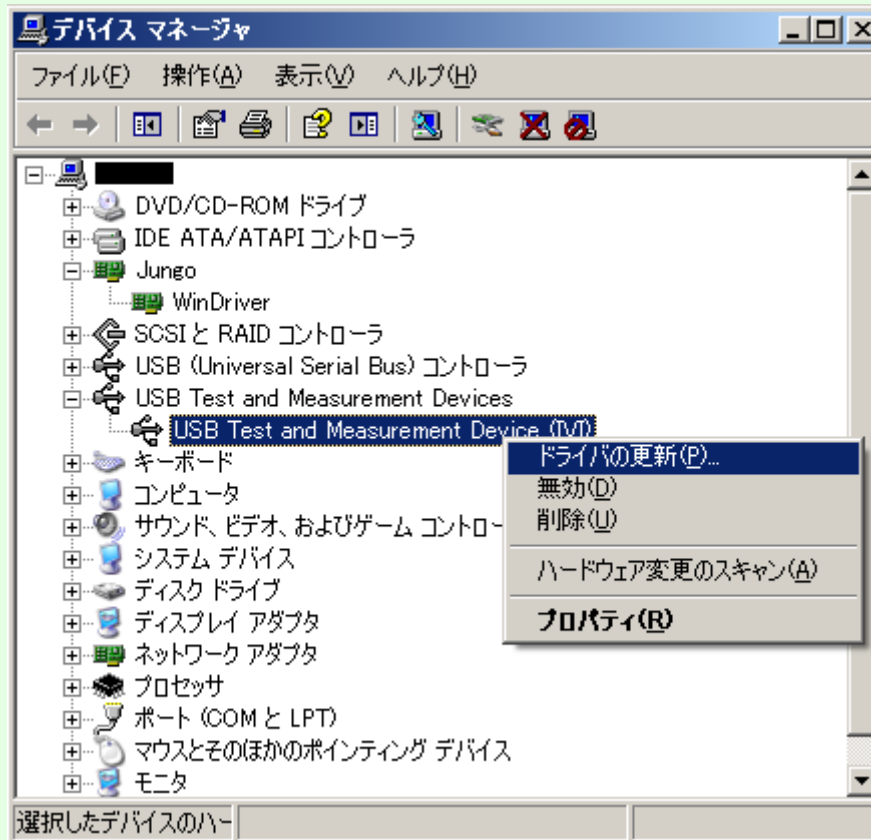 デバイス マネージャ
ファイル(F) 操作(A) 表示(V) ヘルプ(H)
DVD/CD-ROM ドライブ
IDE ATA/ATAPI コントローラ
Jungo
WinDriver
SCSI と RAID コントローラ
USB (Universal Serial Bus) コントローラ
USB Test and Measurement Devices
USB Test and Measurement Device (IVI)
キーボード
コンピュータ
サウンド、ビデオ、およびゲーム コントロー
システム デバイス
ディスク ドライブ
ディスプレイ アダプタ
ネットワーク アダプタ
プロセッサ
ポート (COM と LPT)
マウスとそのほかのポインティング デバイス
モニタ
ドライバの更新(P)...
無効(D)
削除(U)
ハードウェア変更のスキャン(A)
プロパティ(R)
選択したデバイスのハー